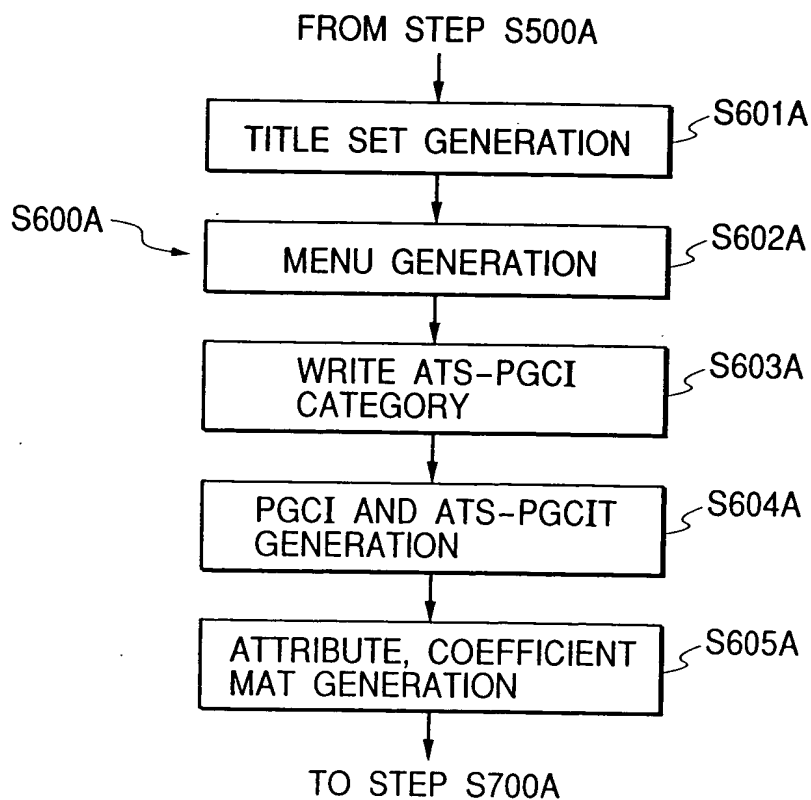 FROM STEP S500A
TITLE SET GENERATION
S601A
S600A
MENU GENERATION
S602A
WRITE ATS-PGCI
CATEGORY
S603A
PGCI AND ATS-PGCIT
GENERATION
S604A
ATTRIBUTE, COEFFICIENT
MAT GENERATION
S605A
TO STEP S700A